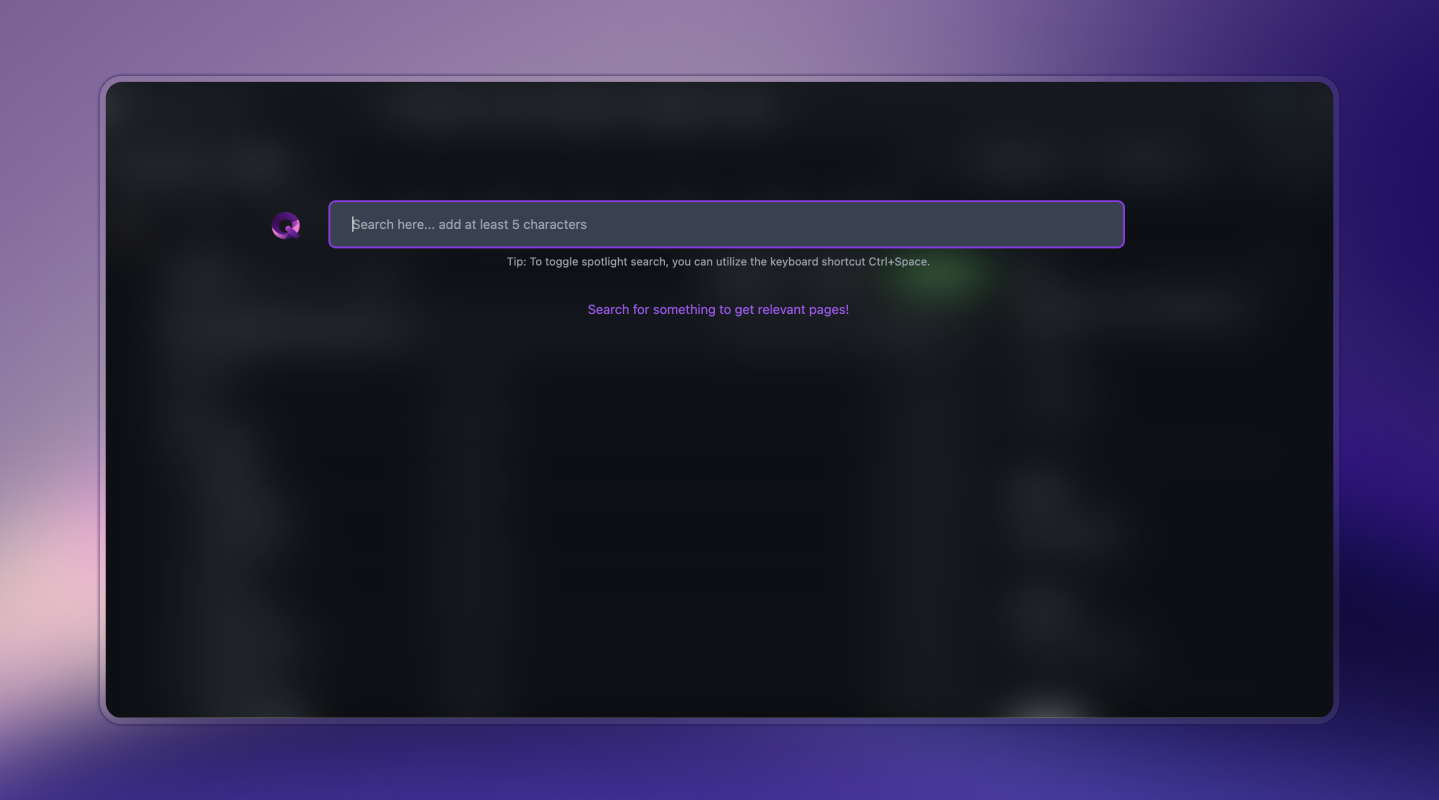 Search here... add at least 5 characters
Tip: To toggle spotlight search, you can utilize the keyboard shortcut Ctrl+Space.
Search for something to get relevant pages!